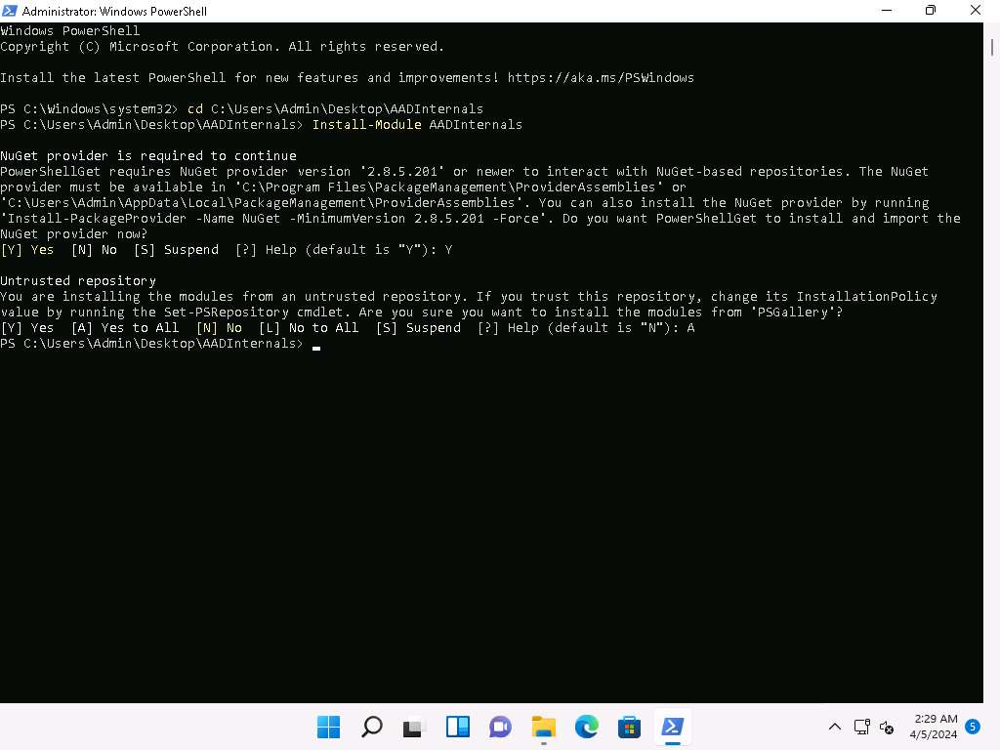 Administrator: Windows PowerShell
Windows PowerShell
Copyright (C) Microsoft Corporation. All rights reserved.
Install the latest PowerShell for new features and improvements! https://aka.ms/PSWindows
PS C:\Windows\system32> cd C:\Users\Admin\Desktop\AADInternals
PS C:\Users\Admin\Desktop\AADInternals> Install-Module AADInternals
NuGet provider is required to continue
PowerShellGet requires NuGet provider version '2.8.5.201' or newer to interact with NuGet-based repositories. The NuGet
provider must be available in 'C:\Program Files\PackageManagement\ProviderAssemblies' or
'C:\Users\Admin\AppData\Local\PackageManagement\ProviderAssemblies'. You can also install the NuGet provider by running
'Install-PackageProvider -Name NuGet -MinimumVersion 2.8.5.201 -Force'. Do you want PowerShellGet to install and import the
NuGet provider now?
[Y] Yes  [N] No  [S] Suspend  [?] Help (default is "Y"): Y
Untrusted repository
You are installing the modules from an untrusted repository. If you trust this repository, change its InstallationPolicy
value by running the Set-PSRepository cmdlet. Are you sure you want to install the modules from 'PSGallery'?
[Y] Yes  [A] Yes to All  [N] No  [L] No to All  [S] Suspend  [?] Help (default is "N"): A
PS C:\Users\Admin\Desktop\AADInternals>
2:29 AM
4/5/2024
5